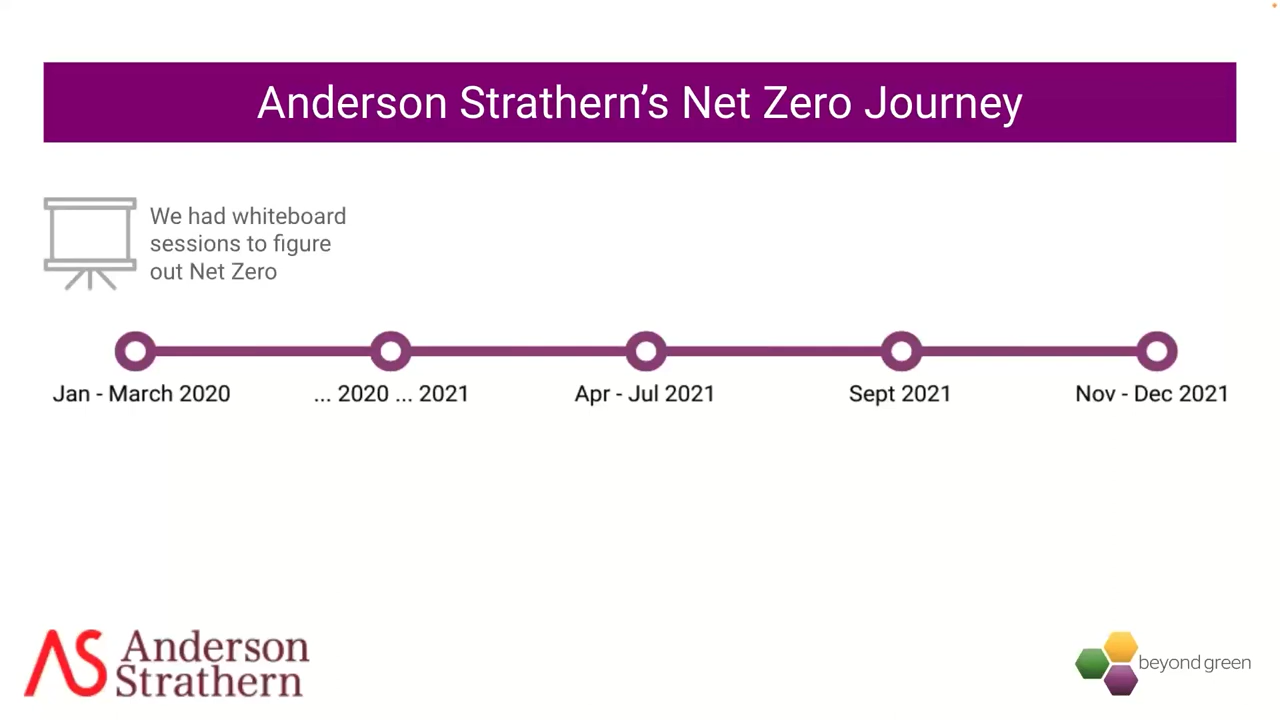 Anderson Strathern’s Net Zero Journey
We had whiteboard
sessions to figure
out Net Zero
Jan - March 2020
... 2020 ... 2021
Apr - Jul 2021
Sept 2021
Nov - Dec 2021
AS Anderson
Strathern
beyond green